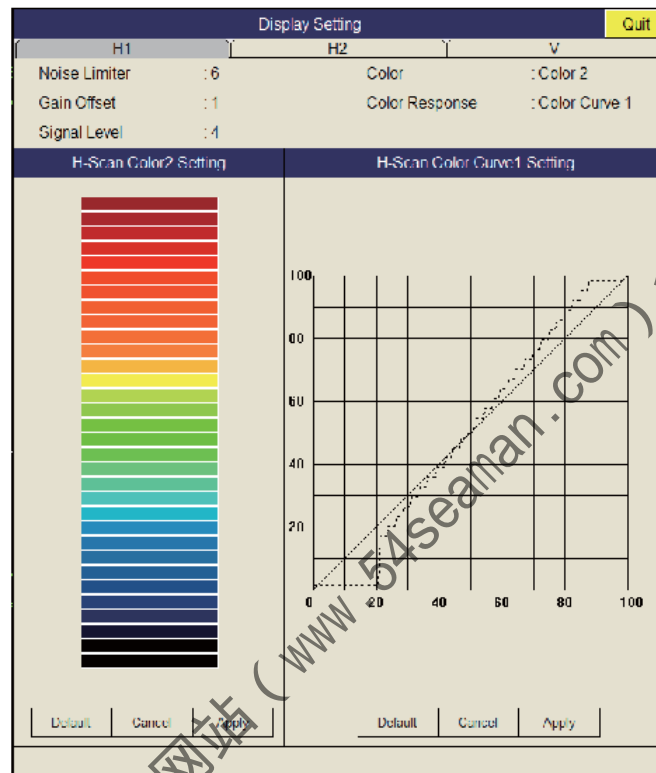 Display Setting
Quit
H1
H2
V
Noise Limiter : 6
Color : Color 2
Gain Offset : 1
Color Response : Color Curve 1
Signal Level : 4
H-Scan Color2 Setting
H-Scan Color Curve1 Setting
100
80
60
40
20
0 20 40 60 80 100
Default Cancel Apply
Default Cancel Apply
网站（www.54seaman.com）